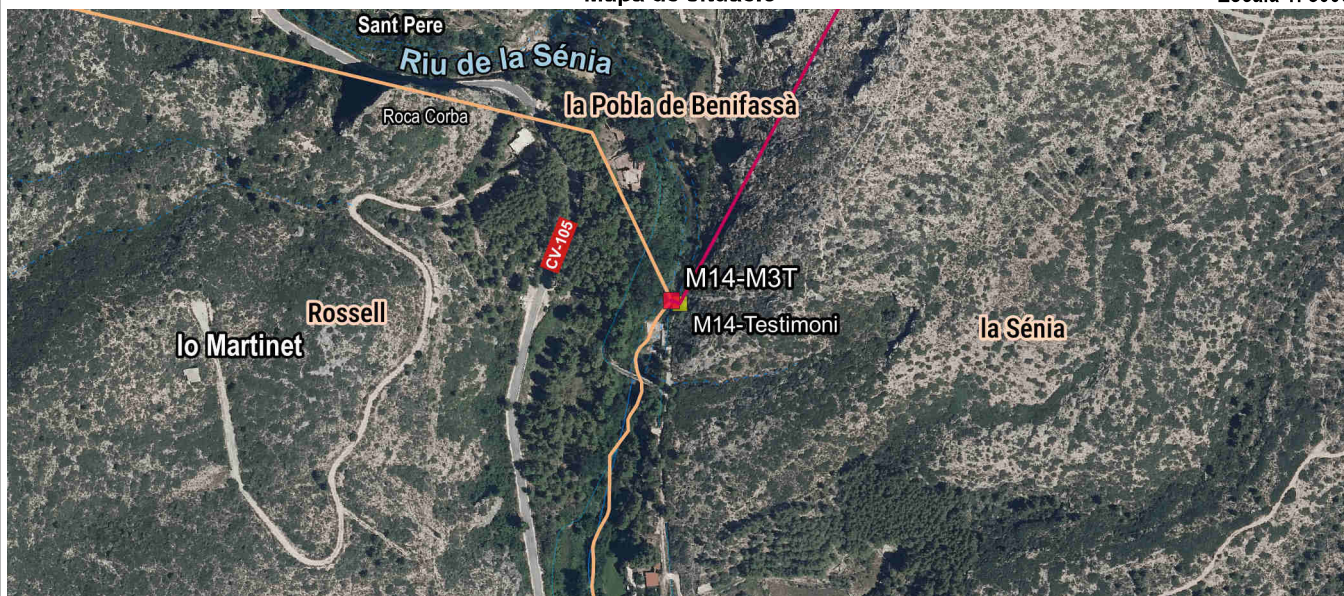 Sant Pere
Riu de la Sénia
Roca Corba
la Pobla de Benifassà
CV-105
M14-M3T
Rossell
M14-Testimoni
la Sénia
lo Martinet